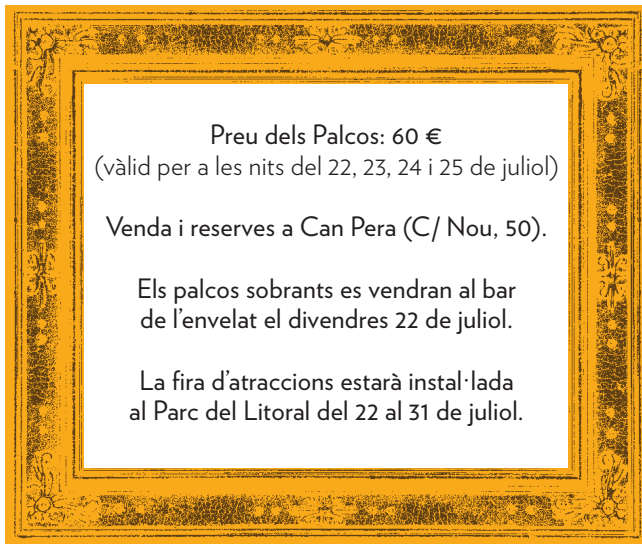 Preu dels Palcos: 60 €
(vàlid per a les nits del 22, 23, 24 i 25 de juliol)
Venda i reserves a Can Pera (C/ Nou, 50).
Els palcos sobrants es vendran al bar
de l’envelat el divendres 22 de juliol.
La fira d’atraccions estarà instal·lada
al Parc del Litoral del 22 al 31 de juliol.